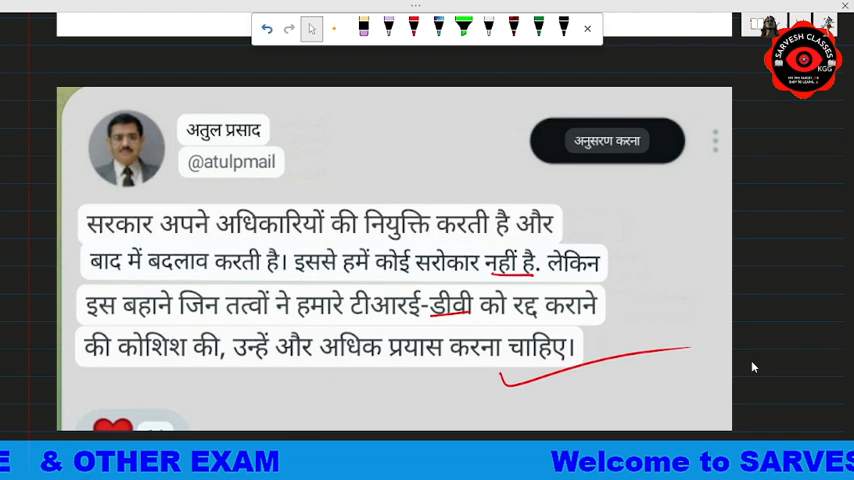 SARVESH CLASSES
KGG
अतुल प्रसाद
@atulpmail
अनुसरण करना
सरकार अपने अधिकारियों की नियुक्ति करती है और
बाद में बदलाव करती है। इससे हमें कोई सरोकार नहीं है. लेकिन
इस बहाने जिन तत्वों ने हमारे टीआरई-डीवी को रद्द कराने
की कोशिश की, उन्हें और अधिक प्रयास करना चाहिए।
E & OTHER EXAM Welcome to SARVES